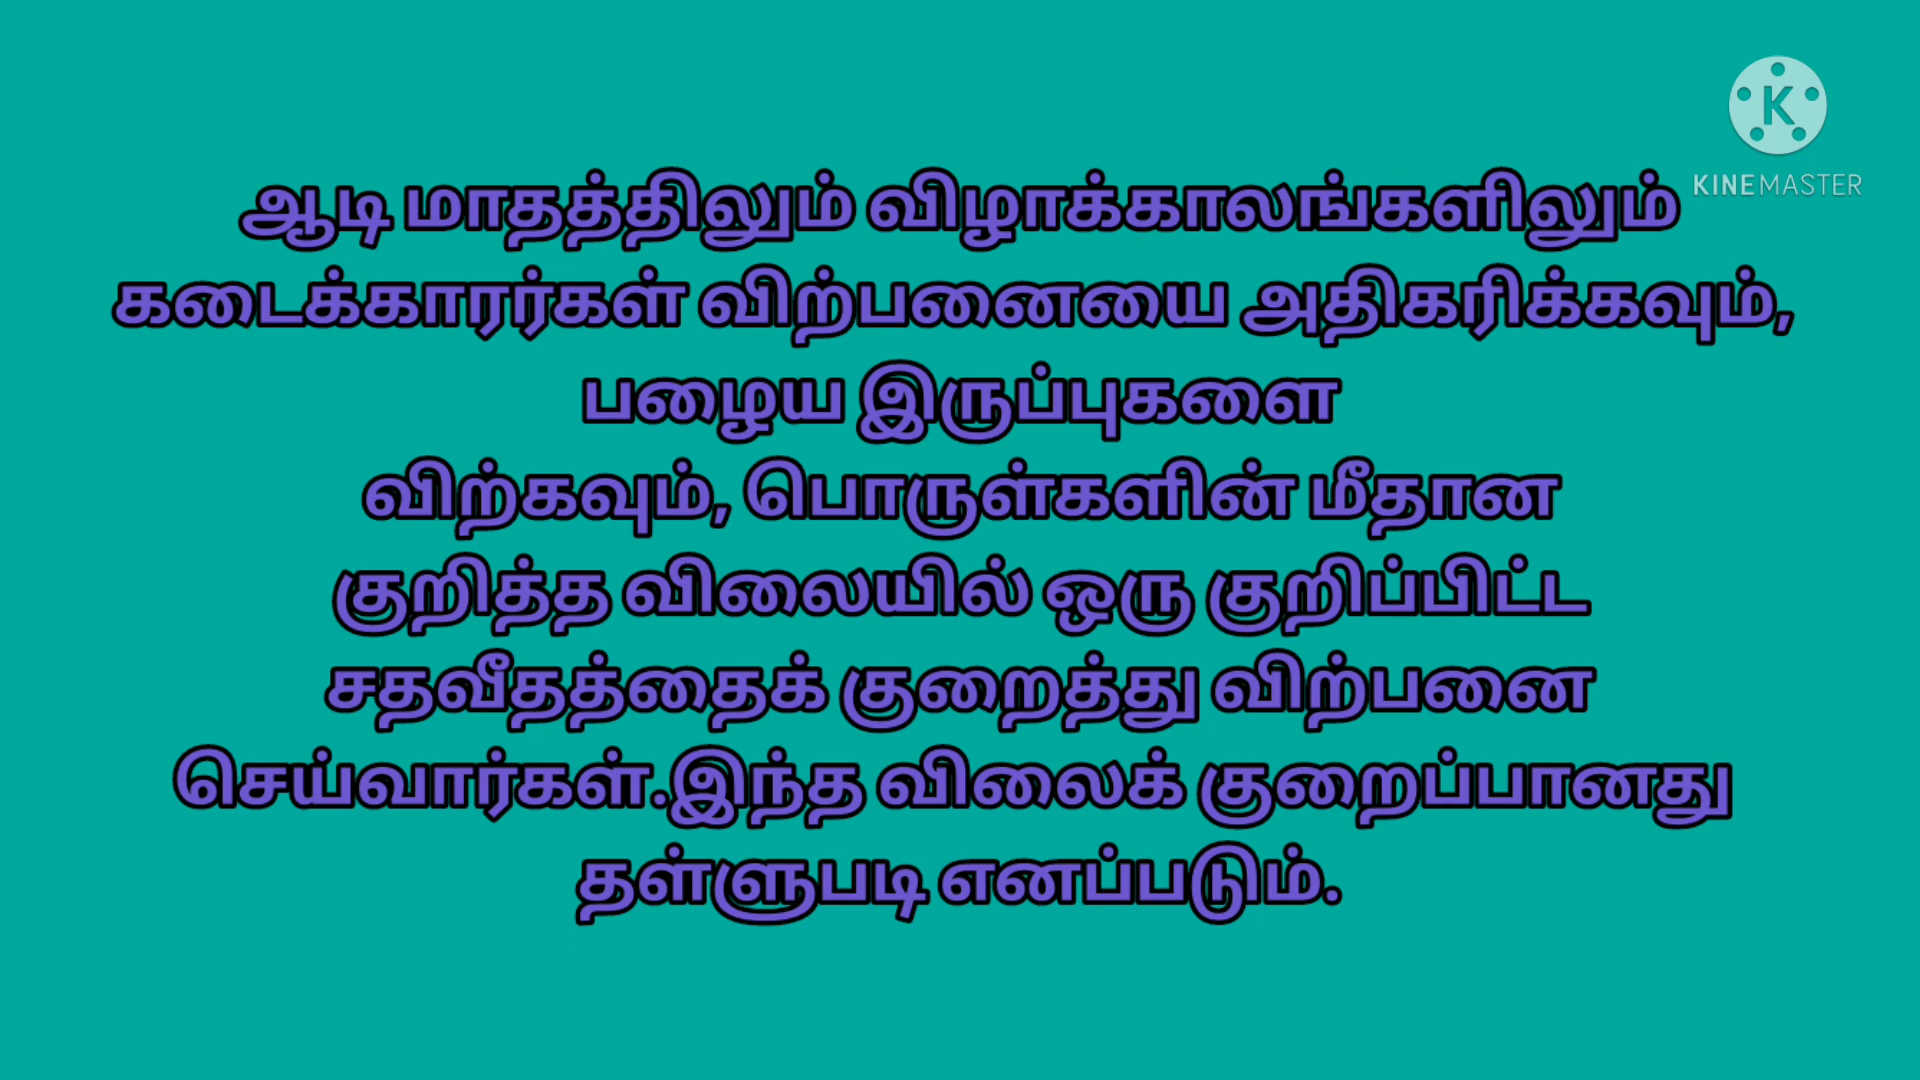 KINEMASTER
ஆடி மாதத்திலும் விழாக்காலங்களிலும்
கடைக்காரர்கள் விற்பனையை அதிகரிக்கவும்,
பழைய இருப்புகளை
விற்கவும், பொருள்களின் மீதான
குறித்த விலையில் ஒரு குறிப்பிட்ட
சதவீதத்தைக் குறைத்து விற்பனை
செய்வார்கள்.இந்த விலைக் குறைப்பானது
தள்ளுபடி எனப்படும்.